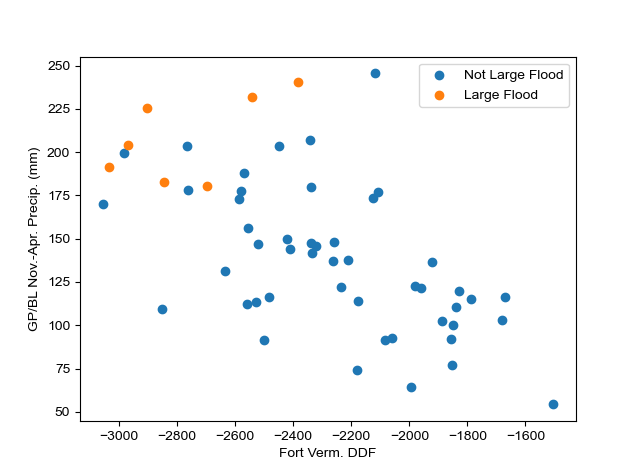 250
225
200
175
150
125
100
75
50
GP/BL Nov.-Apr. Precip. (mm)
Not Large Flood
Large Flood
−3000 −2800 −2600 −2400 −2200 −2000 −1800 −1600
Fort Verm. DDF